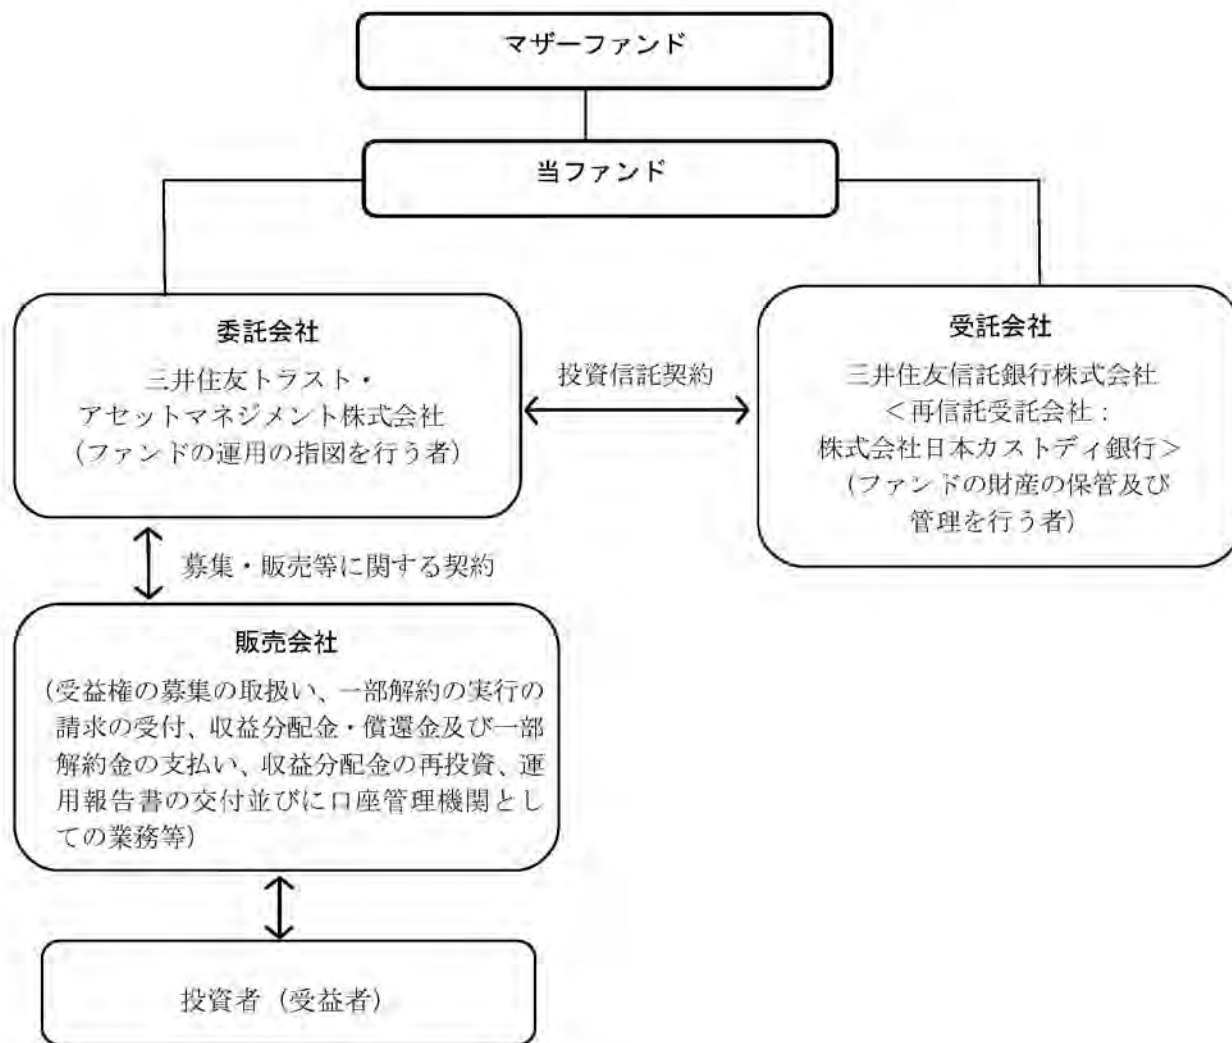 マザーファンド
当ファンド
委託会社
三井住友トラスト・
アセットマネジメント株式会社
(ファンドの運用の指図を行う者)
投資信託契約
受託会社
三井住友信託銀行株式会社
＜再信託受託会社：
株式会社日本カストディ銀行＞
(ファンドの財産の保管及び
管理を行う者)
募集・販売等に関する契約
販売会社
(受益権の募集の取扱い、一部解約の実行の
請求の受付、収益分配金・償還金及び一部
解約金の支払い、収益分配金の再投資、運
用報告書の交付並びに口座管理機関とし
ての業務等)
投資者（受益者）